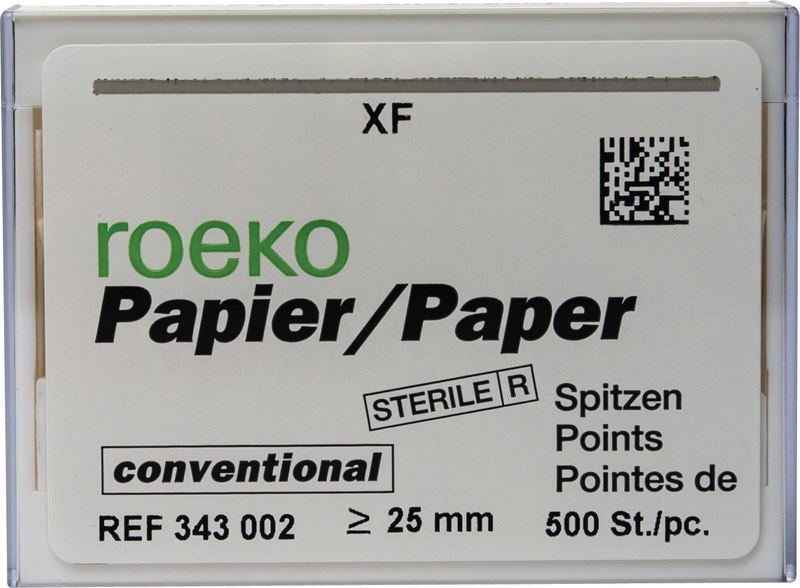 XF
roeko
Papier/Paper
STERILE R
Spitzen
Points
Pointes de
conventional
REF 343 002 ≥ 25 mm 500 St./pc.